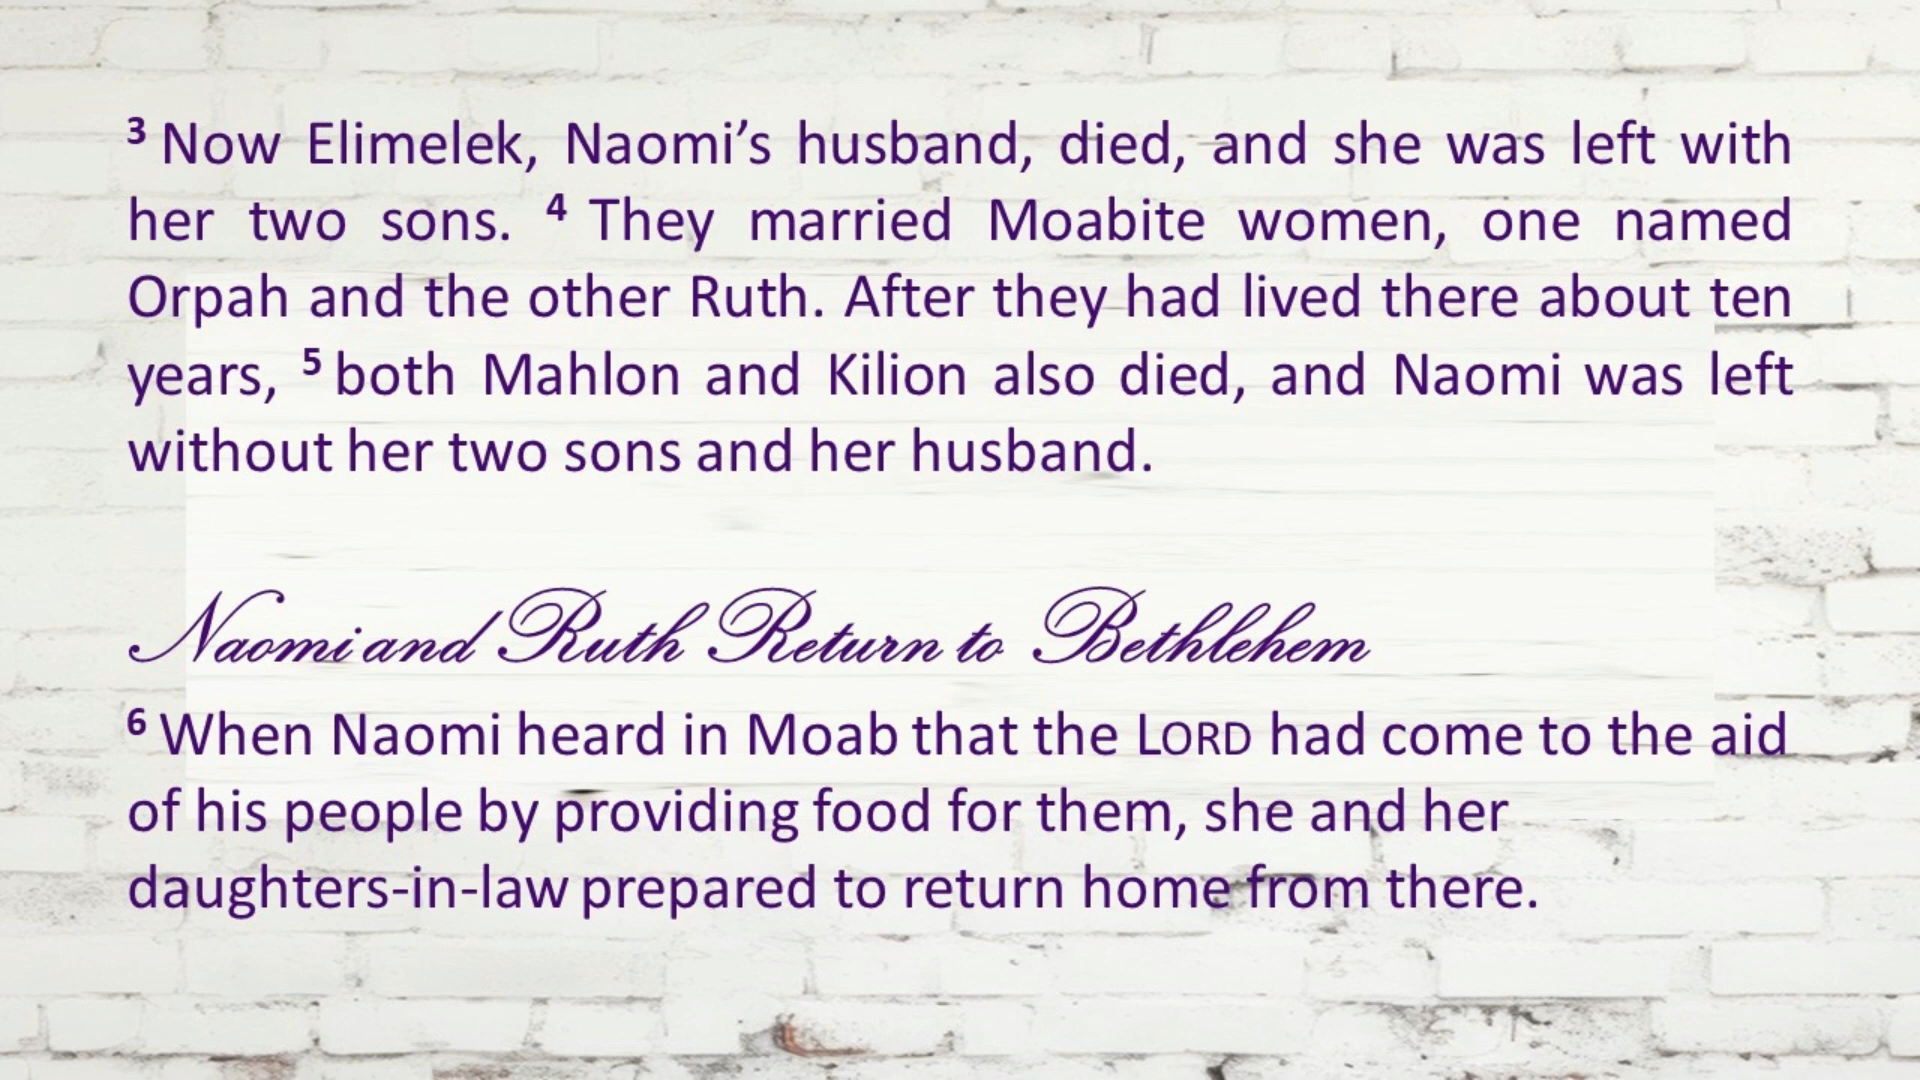 ³ Now Elimelek, Naomi’s husband, died, and she was left with
her two sons. ⁴ They married Moabite women, one named
Orpah and the other Ruth. After they had lived there about ten
years, ⁵ both Mahlon and Kilion also died, and Naomi was left
without her two sons and her husband.
Naomi and Ruth Return to Bethlehem
⁶ When Naomi heard in Moab that the LORD had come to the aid
of his people by providing food for them, she and her
daughters-in-law prepared to return home from there.